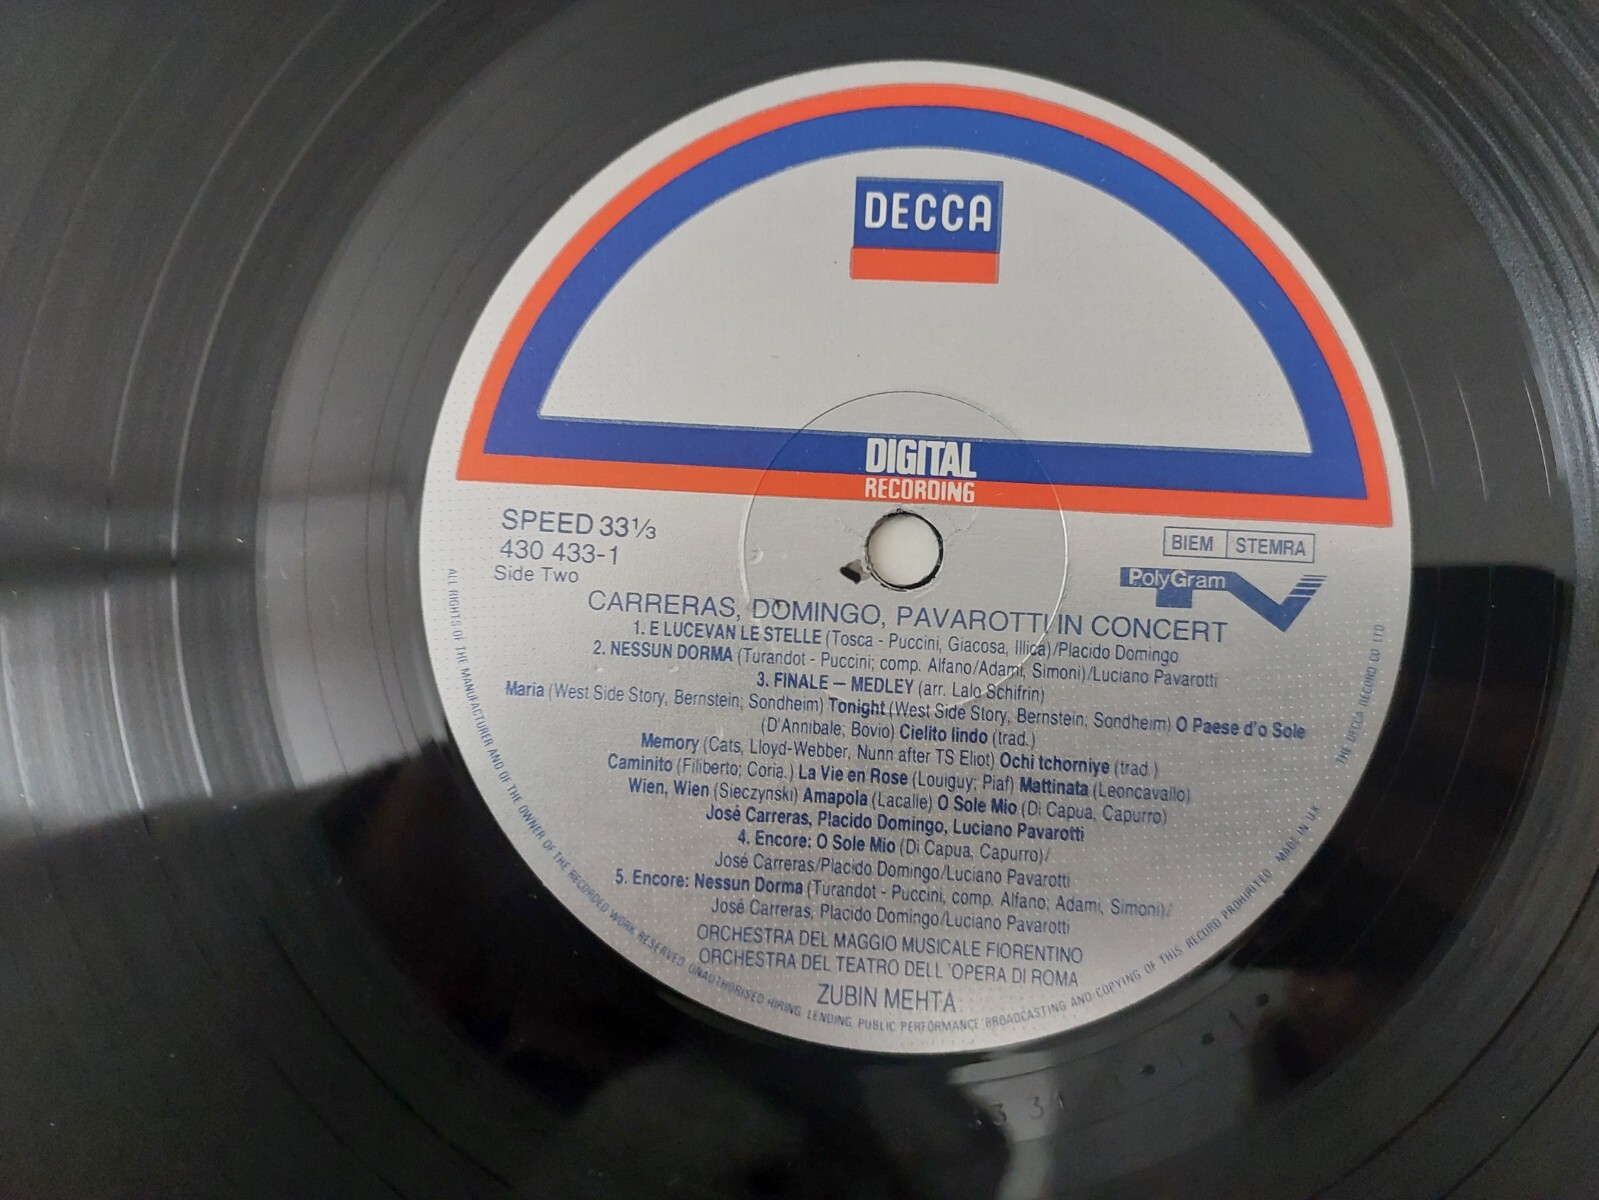 DECCA
DIGITAL
RECORDING
SPEED 33⅓
430 433-1
Side Two
BIEM STEMRA
PolyGram TV
CARRERAS, DOMINGO, PAVAROTTI IN CONCERT
1. E LUCEVAN LE STELLE (Tosca - Puccini, Giacosa, Illica)/Placido Domingo
2. NESSUN DORMA (Turandot - Puccini; comp. Alfano/Adami, Simoni)/Luciano Pavarotti
3. FINALE – MEDLEY (arr. Lalo Schifrin)
Maria (West Side Story, Bernstein; Sondheim) Tonight (West Side Story, Bernstein; Sondheim) O Paese d'o Sole
(D'Annibale; Bovio) Cielito lindo (trad.)
Memory (Cats, Lloyd-Webber, Nunn after TS Eliot) Ochi tchorniye (trad.)
Caminito (Filiberto; Coria.) La Vie en Rose (Louiguy; Piaf) Mattinata (Leoncavallo)
Wien, Wien (Sieczynski) Amapola (Lacalle) O Sole Mio (Di Capua, Capurro)
José Carreras, Placido Domingo, Luciano Pavarotti
4. Encore: O Sole Mio (Di Capua, Capurro)/
José Carreras/Placido Domingo/Luciano Pavarotti
5. Encore: Nessun Dorma (Turandot - Puccini, comp. Alfano; Adami, Simoni)/
José Carreras, Placido Domingo/Luciano Pavarotti
ORCHESTRA DEL MAGGIO MUSICALE FIORENTINO
ORCHESTRA DEL TEATRO DELL'OPERA DI ROMA
ZUBIN MEHTA
ALL RIGHTS OF THE MANUFACTURER AND OF THE OWNER OF THE RECORDED WORK RESERVED. UNAUTHORISED HIRING, LENDING, PUBLIC PERFORMANCE BROADCASTING AND COPYING OF THIS RECORD PROHIBITED MADE IN U.K. THE DECCA RECORD CO LTD